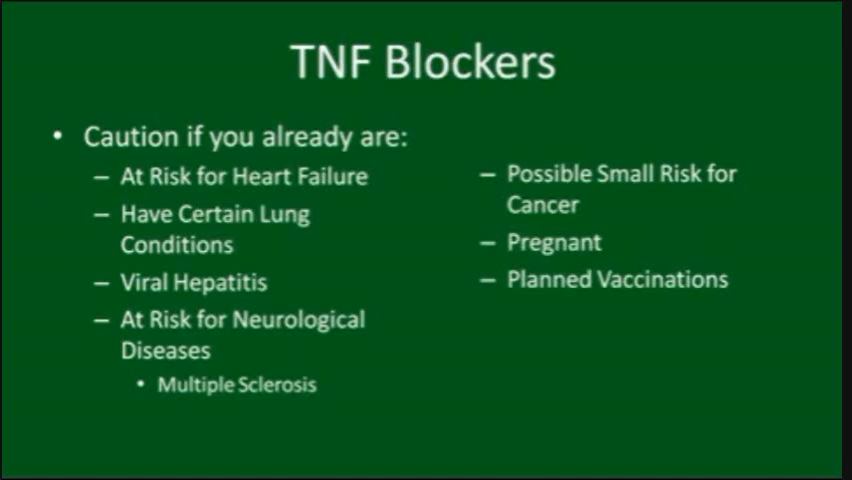 TNF Blockers
• Caution if you already are:
– At Risk for Heart Failure
– Have Certain Lung
Conditions
– Viral Hepatitis
– At Risk for Neurological
Diseases
• Multiple Sclerosis
– Possible Small Risk for
Cancer
– Pregnant
– Planned Vaccinations